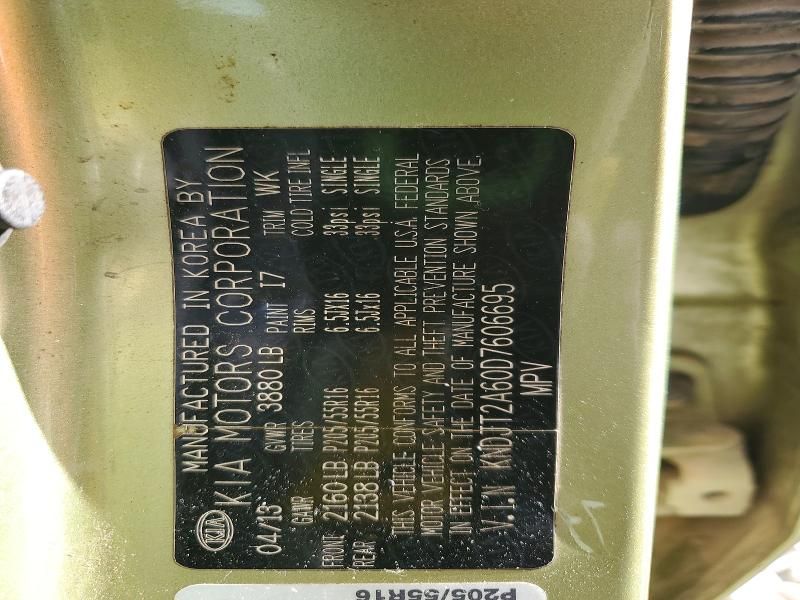 MANUFACTURED IN KOREA BY
KIA KIA MOTORS CORPORATION
04/13 GVWR 3880 LB PAINT I7 TRIM WK
GAWR TIRES RIMS COLD TIRE INFL
FRONT 2160 LB P205/55R16 6.5JX16 33psi SINGLE
REAR 2138 LB P205/55R16 6.5JX16 33psi SINGLE
THIS VEHICLE CONFORMS TO ALL APPLICABLE U.S.A. FEDERAL
MOTOR VEHICLE SAFETY AND THEFT PREVENTION STANDARDS
IN EFFECT ON THE DATE OF MANUFACTURE SHOWN ABOVE.
V.I.N KNDJT2A60D7606695
MPV
P205/55R16